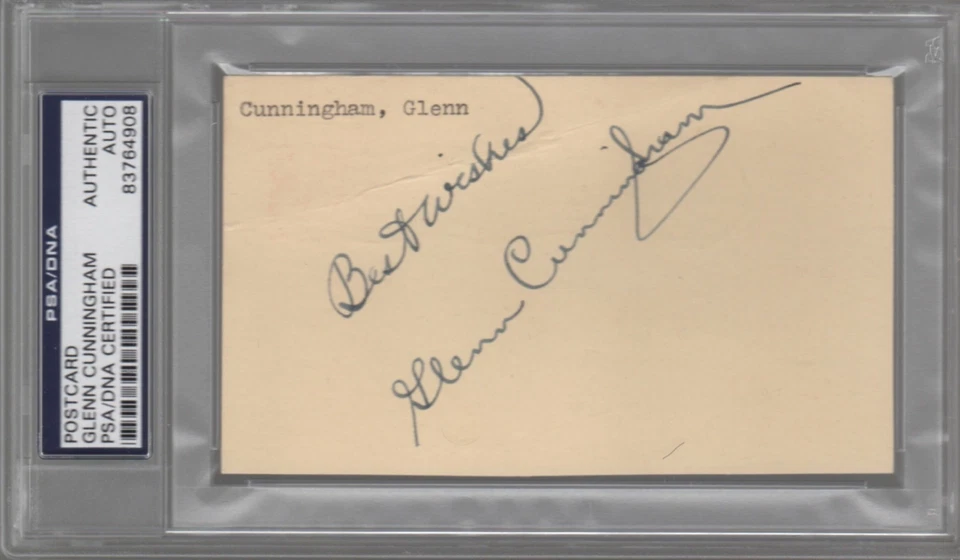 Cunningham, Glenn
Best Wishes
Glenn Cunningham
PSA/DNA
POSTCARD
GLENN CUNNINGHAM
PSA/DNA CERTIFIED
AUTHENTIC
AUTO
83764908